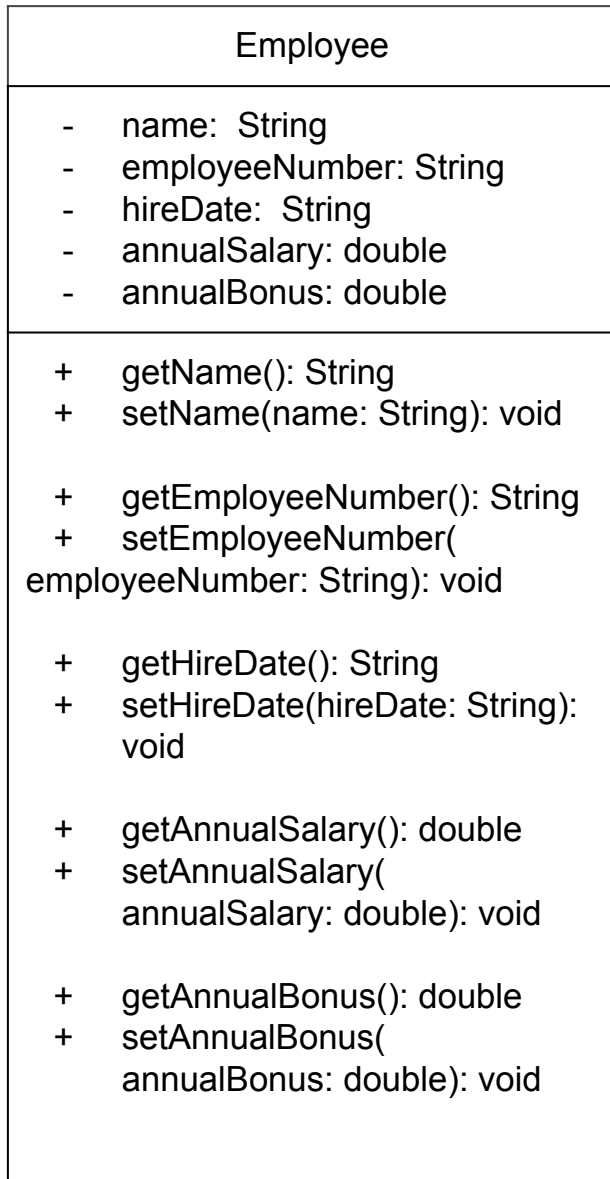 Employee
- name: String
- employeeNumber: String
- hireDate: String
- annualSalary: double
- annualBonus: double
+ getName(): String
+ setName(name: String): void
+ getEmployeeNumber(): String
+ setEmployeeNumber(
employeeNumber: String): void
+ getHireDate(): String
+ setHireDate(hireDate: String):
void
+ getAnnualSalary(): double
+ setAnnualSalary(
annualSalary: double): void
+ getAnnualBonus(): double
+ setAnnualBonus(
annualBonus: double): void